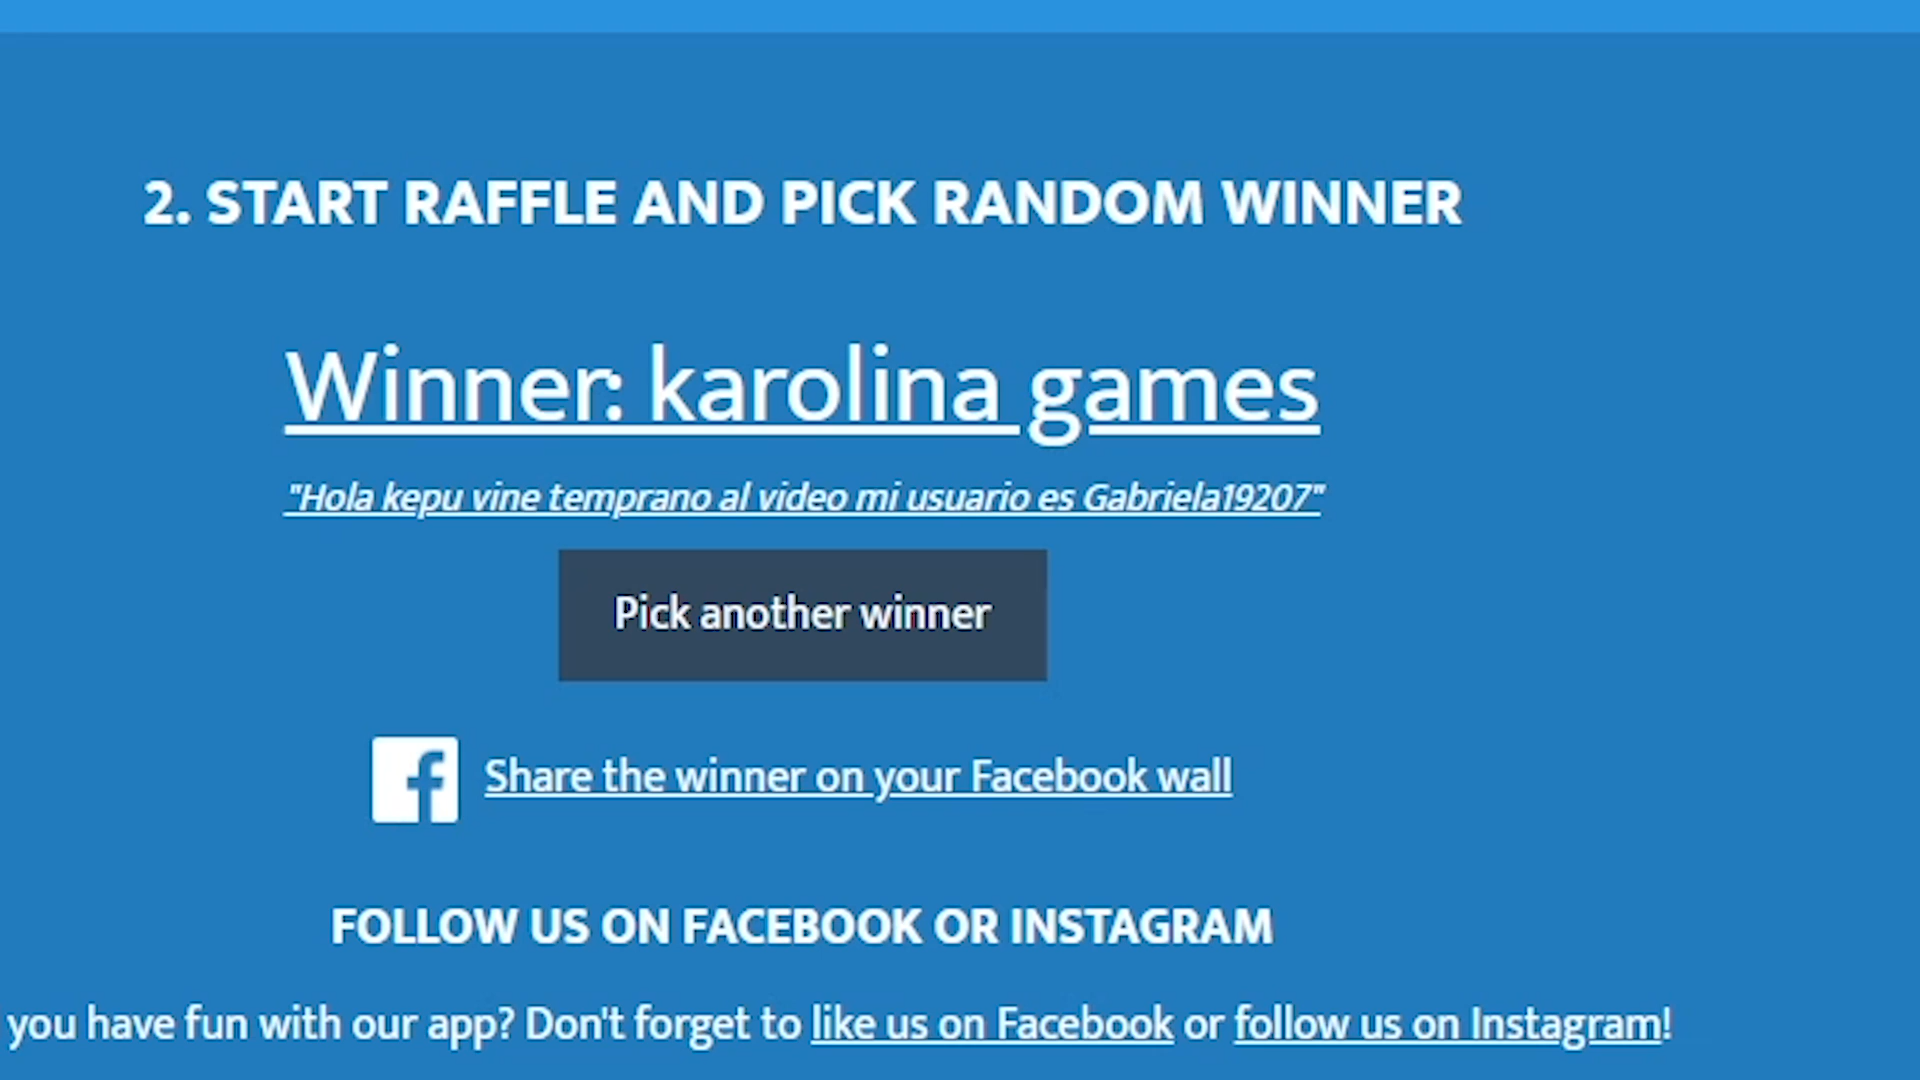 2. START RAFFLE AND PICK RANDOM WINNER
Winner: karolina games
"Hola kepu vine temprano al video mi usuario es Gabriela19207"
Pick another winner
Share the winner on your Facebook wall
FOLLOW US ON FACEBOOK OR INSTAGRAM
you have fun with our app? Don't forget to like us on Facebook or follow us on Instagram!